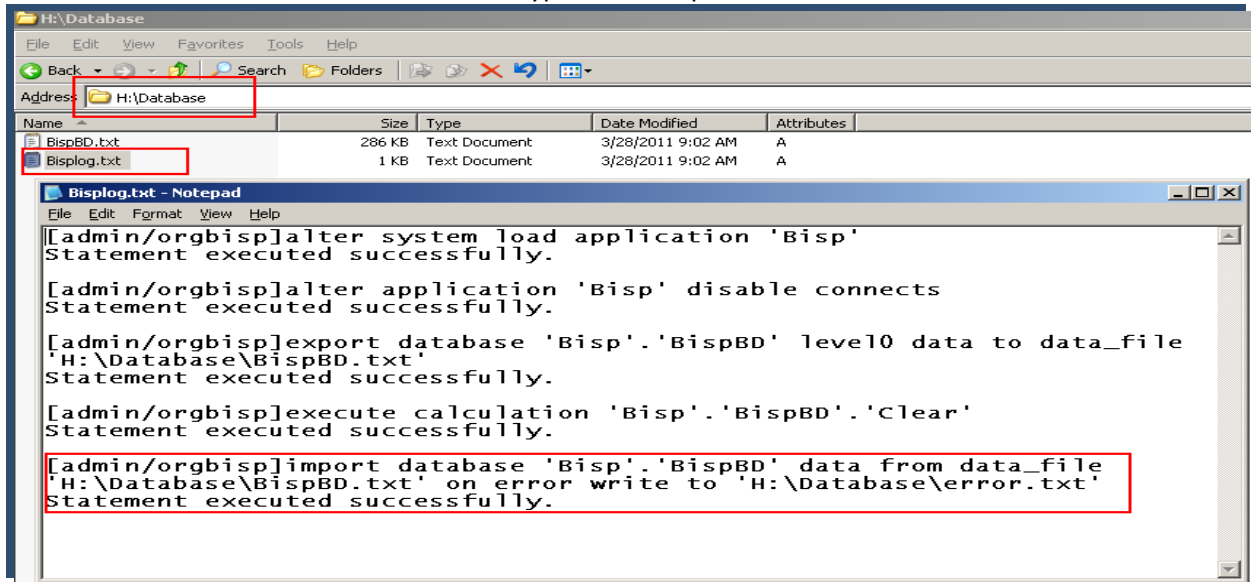 H:\Database
File Edit View Favorites Tools Help
Back Search Folders
Address H:\Database
Name Size Type Date Modified Attributes
BispBD.txt 286 KB Text Document 3/28/2011 9:02 AM A
Bisplog.txt 1 KB Text Document 3/28/2011 9:02 AM A
Bisplog.txt - Notepad
File Edit Format View Help
[admin/orgbisp]alter system load application 'Bisp'
Statement executed successfully.
[admin/orgbisp]alter application 'Bisp' disable connects
Statement executed successfully.
[admin/orgbisp]export database 'Bisp'.'BispBD' level0 data to data_file
'H:\Database\BispBD.txt'
Statement executed successfully.
[admin/orgbisp]execute calculation 'Bisp'.'BispBD'.'Clear'
Statement executed successfully.
[admin/orgbisp]import database 'Bisp'.'BispBD' data from data_file
'H:\Database\BispBD.txt' on error write to 'H:\Database\error.txt'
Statement executed successfully.